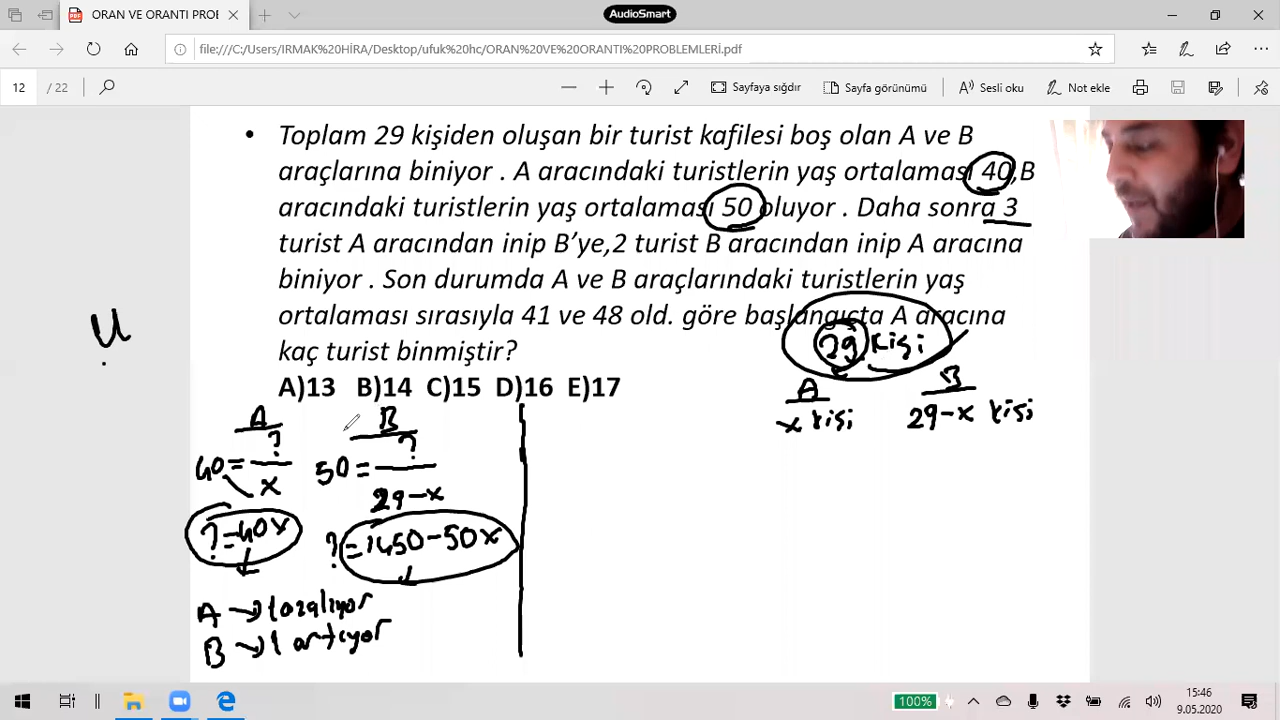 ORAN VE ORANTI PROE
AudioSmart
file:///C:/Users/IRMAK%20HİRA/Desktop/ufuk%20hc/ORAN%20VE%20ORANTI%20PROBLEMLERİ.pdf
12 / 22
Sayfaya sığdır
Sayfa görünümü
Sesli oku
Not ekle
• Toplam 29 kişiden oluşan bir turist kafilesi boş olan A ve B
araçlarına biniyor . A aracındaki turistlerin yaş ortalaması 40,B
aracındaki turistlerin yaş ortalaması 50 oluyor . Daha sonra 3
turist A aracından inip B’ye,2 turist B aracından inip A aracına
biniyor . Son durumda A ve B araçlarındaki turistlerin yaş
ortalaması sırasıyla 41 ve 48 old. göre başlangıçta A aracına
kaç turist binmiştir?
A)13 B)14 C)15 D)16 E)17
29 kişi
A B
x kişi 29-x kişi
A B
40 = ? / x 50 = ? / 29-x
? = 40x ? = 1450-50x
A → 1 azalıyor
B → 1 artıyor
100%
15:46
9.05.2020